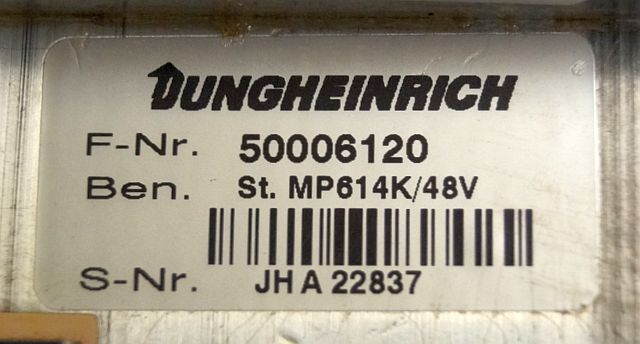 JUNGHEINRICH
F-Nr. 50006120
Ben. St. MP614K/48V
S-Nr. JH A 22837